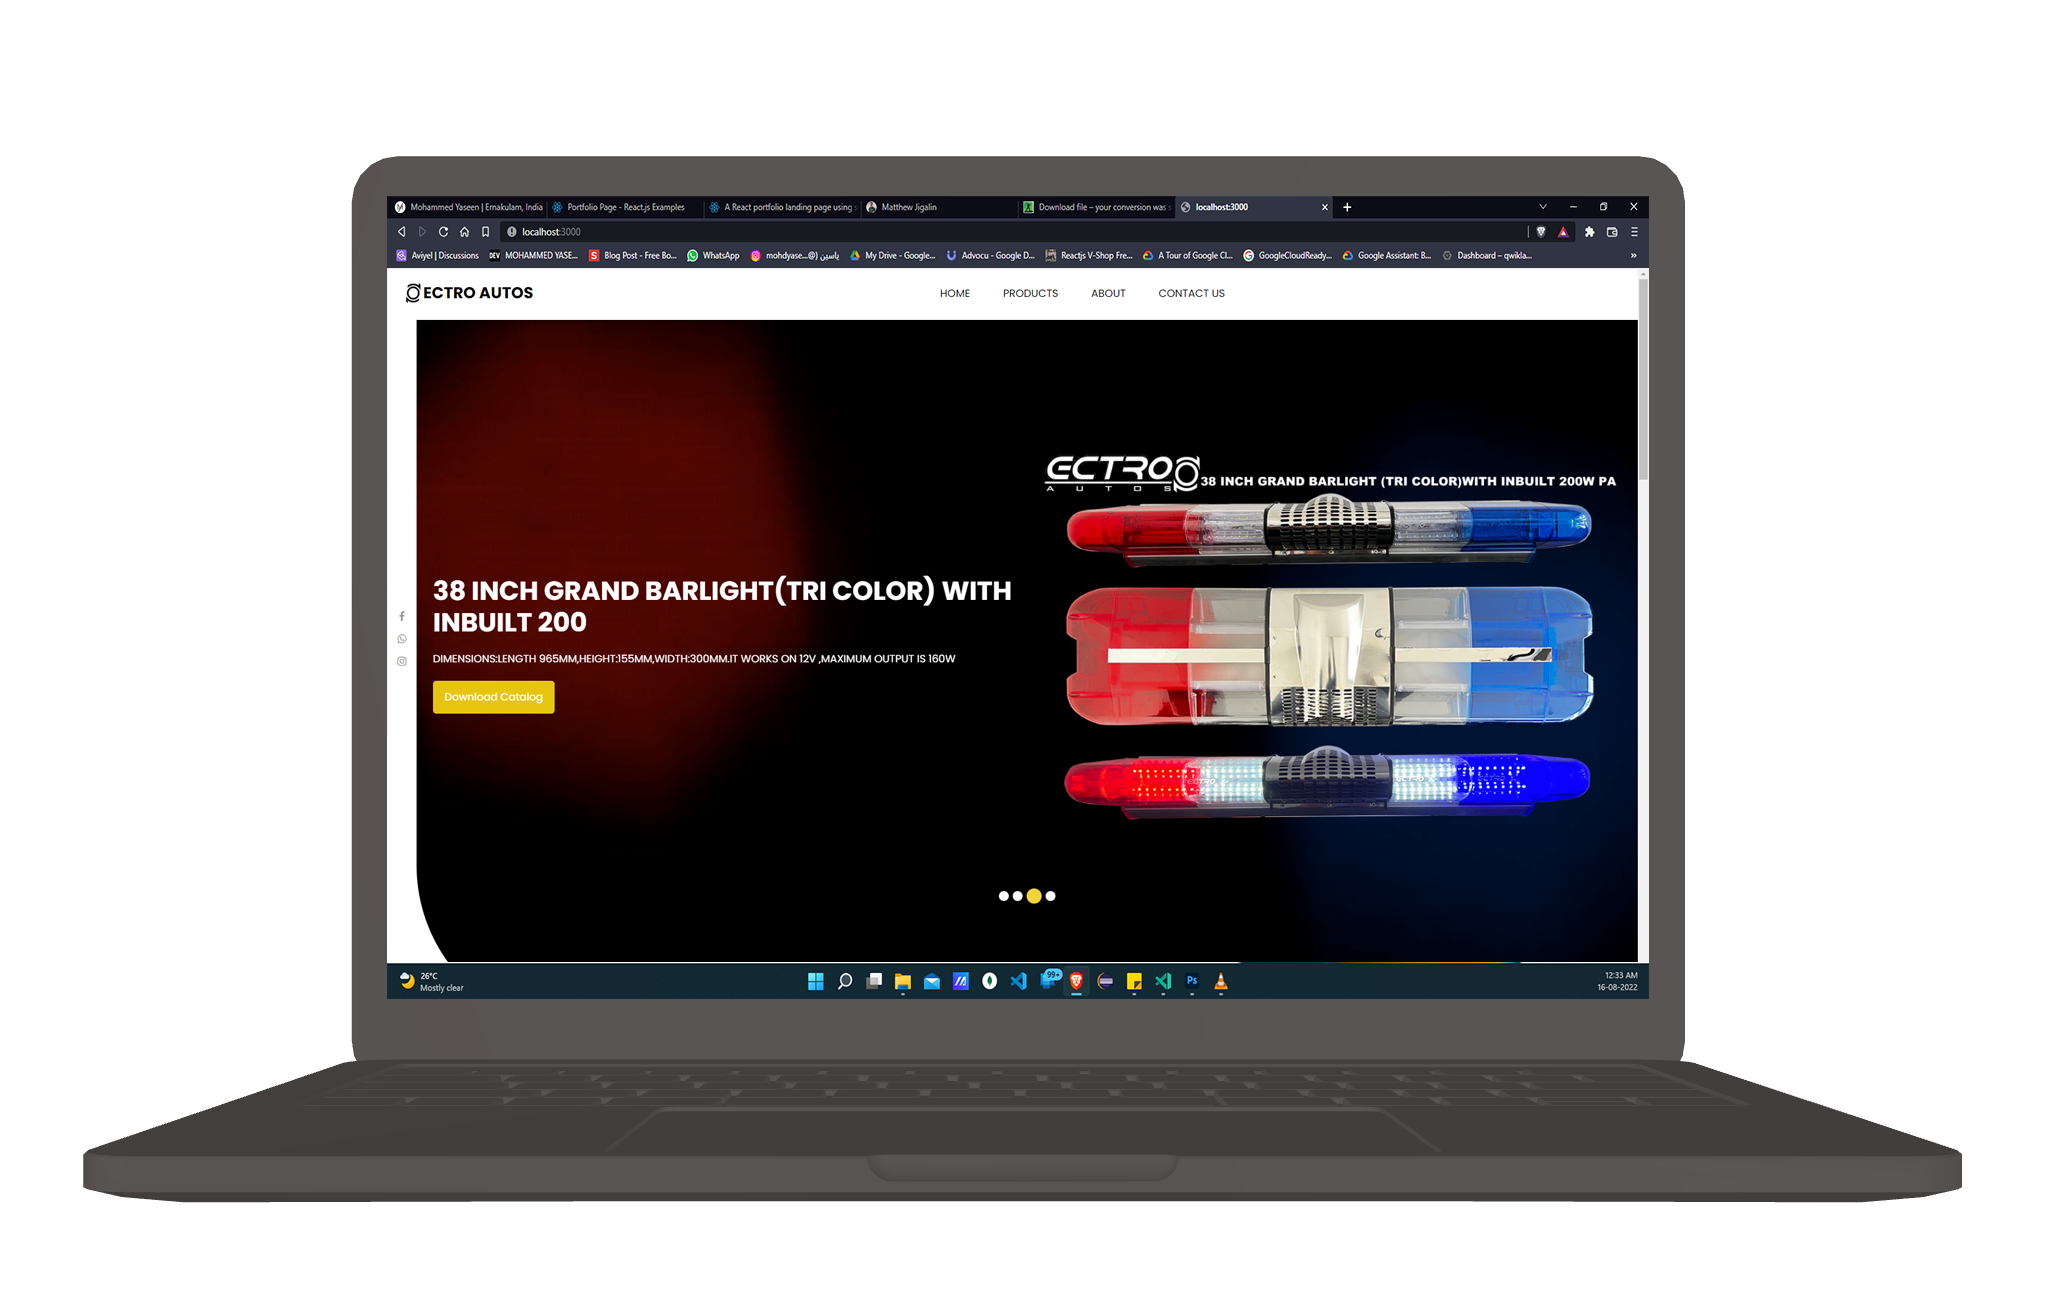 Mohammed Yaseen | Ernakulam, India
Portfolio Page - React.js Examples
A React portfolio landing page using s
Matthew Jigalin
Download file – your conversion was s
localhost:3000
localhost:3000
Aviyel | Discussions
DEV MOHAMMED YASE...
S Blog Post - Free Bo...
WhatsApp
mohdyase...@) ياسين
My Drive - Google...
Advocu - Google D...
Reactjs V-Shop Fre...
A Tour of Google Cl...
G GoogleCloudReady...
Google Assistant: B...
Dashboard – qwikla...
»
ECTRO AUTOS
HOME
PRODUCTS
ABOUT
CONTACT US
ECTRO
AUTOS
38 INCH GRAND BARLIGHT (TRI COLOR)WITH INBUILT 200W PA
38 INCH GRAND BARLIGHT(TRI COLOR) WITH
INBUILT 200
DIMENSIONS:LENGTH 965MM,HEIGHT:155MM,WIDTH:300MM.IT WORKS ON 12V ,MAXIMUM OUTPUT IS 160W
Download Catalog
ECTRO
ECTRO
26°C
Mostly clear
99+
Ps
12:33 AM
16-08-2022